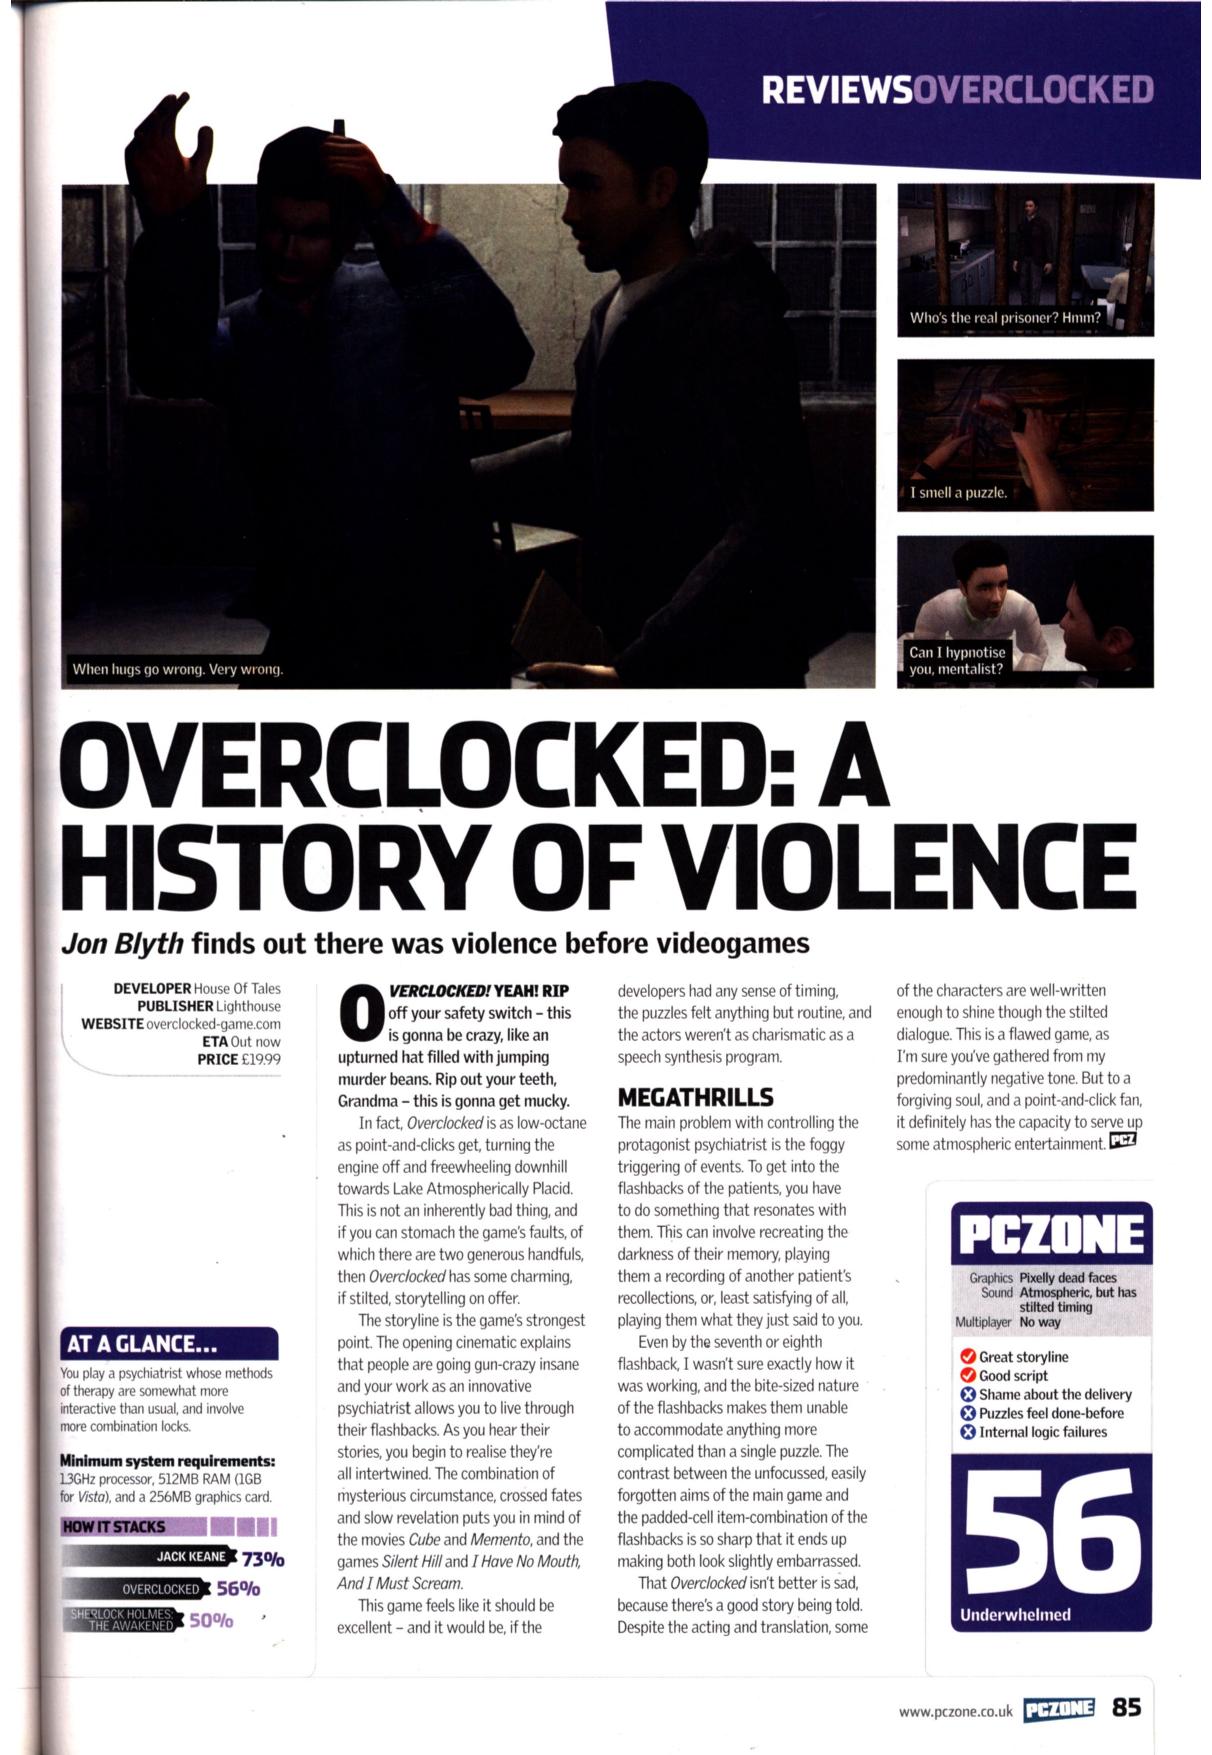 REVIEWSOVERCLOCKED
Who's the real prisoner? Hmm?
I smell a puzzle.
Can I hypnotise
you, mentalist?
When hugs go wrong. Very wrong.
OVERCLOCKED: A
HISTORY OF VIOLENCE
Jon Blyth finds out there was violence before videogames
DEVELOPER House Of Tales
PUBLISHER Lighthouse
WEBSITE overclocked-game.com
ETA Out now
PRICE £19.99
AT A GLANCE...
You play a psychiatrist whose methods
of therapy are somewhat more
interactive than usual, and involve
more combination locks.
Minimum system requirements:
1.3GHz processor, 512MB RAM (1GB
for Vista), and a 256MB graphics card.
HOW IT STACKS
JACK KEANE 73%
OVERCLOCKED 56%
SHERLOCK HOLMES:
THE AWAKENED 50%
OVERCLOCKED! YEAH! RIP
off your safety switch – this
is gonna be crazy, like an
upturned hat filled with jumping
murder beans. Rip out your teeth,
Grandma – this is gonna get mucky.
In fact, Overclocked is as low-octane
as point-and-clicks get, turning the
engine off and freewheeling downhill
towards Lake Atmospherically Placid.
This is not an inherently bad thing, and
if you can stomach the game's faults, of
which there are two generous handfuls,
then Overclocked has some charming,
if stilted, storytelling on offer.
The storyline is the game's strongest
point. The opening cinematic explains
that people are going gun-crazy insane
and your work as an innovative
psychiatrist allows you to live through
their flashbacks. As you hear their
stories, you begin to realise they're
all intertwined. The combination of
mysterious circumstance, crossed fates
and slow revelation puts you in mind of
the movies Cube and Memento, and the
games Silent Hill and I Have No Mouth,
And I Must Scream.
This game feels like it should be
excellent – and it would be, if the
developers had any sense of timing,
the puzzles felt anything but routine, and
the actors weren't as charismatic as a
speech synthesis program.
MEGATHRILLS
The main problem with controlling the
protagonist psychiatrist is the foggy
triggering of events. To get into the
flashbacks of the patients, you have
to do something that resonates with
them. This can involve recreating the
darkness of their memory, playing
them a recording of another patient's
recollections, or, least satisfying of all,
playing them what they just said to you.
Even by the seventh or eighth
flashback, I wasn't sure exactly how it
was working, and the bite-sized nature
of the flashbacks makes them unable
to accommodate anything more
complicated than a single puzzle. The
contrast between the unfocussed, easily
forgotten aims of the main game and
the padded-cell item-combination of the
flashbacks is so sharp that it ends up
making both look slightly embarrassed.
That Overclocked isn't better is sad,
because there's a good story being told.
Despite the acting and translation, some
of the characters are well-written
enough to shine though the stilted
dialogue. This is a flawed game, as
I'm sure you've gathered from my
predominantly negative tone. But to a
forgiving soul, and a point-and-click fan,
it definitely has the capacity to serve up
some atmospheric entertainment. PCZ
PCZONE
Graphics Pixelly dead faces
Sound Atmospheric, but has
stilted timing
Multiplayer No way
Great storyline
Good script
Shame about the delivery
Puzzles feel done-before
Internal logic failures
56
Underwhelmed
www.pczone.co.uk PCZONE 85